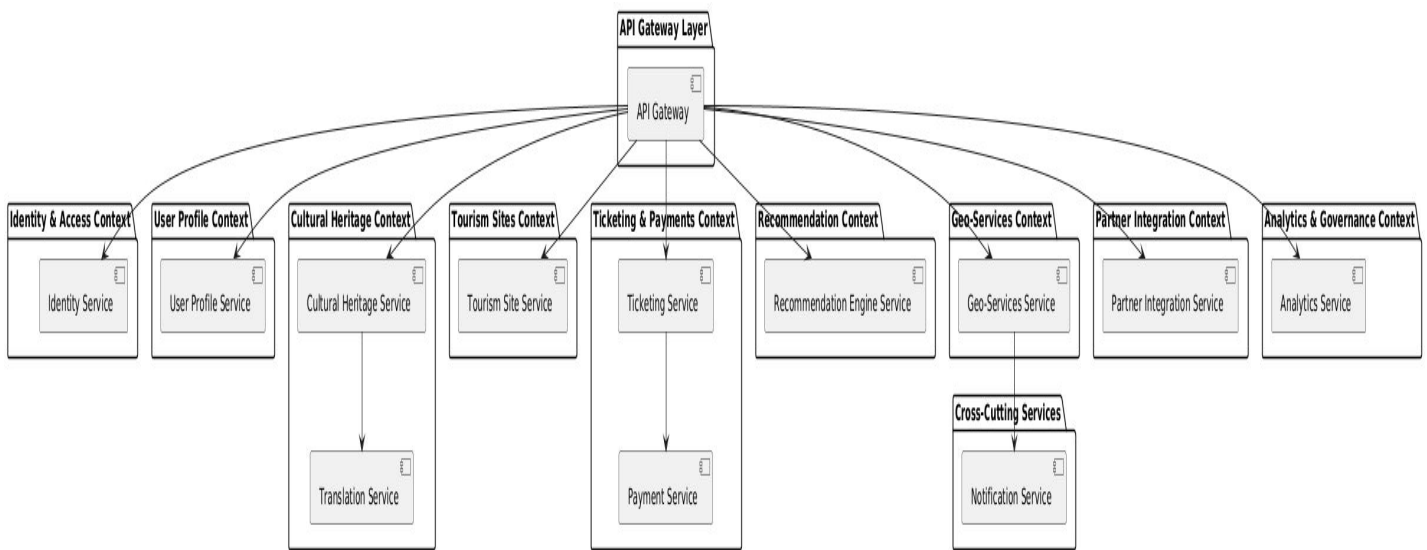 API Gateway Layer
API Gateway
Identity & Access Context
User Profile Context
Cultural Heritage Context
Tourism Sites Context
Ticketing & Payments Context
Recommendation Context
Geo-Services Context
Partner Integration Context
Analytics & Governance Context
Identity Service
User Profile Service
Cultural Heritage Service
Tourism Site Service
Ticketing Service
Recommendation Engine Service
Geo-Services Service
Partner Integration Service
Analytics Service
Cross-Cutting Services
Translation Service
Payment Service
Notification Service